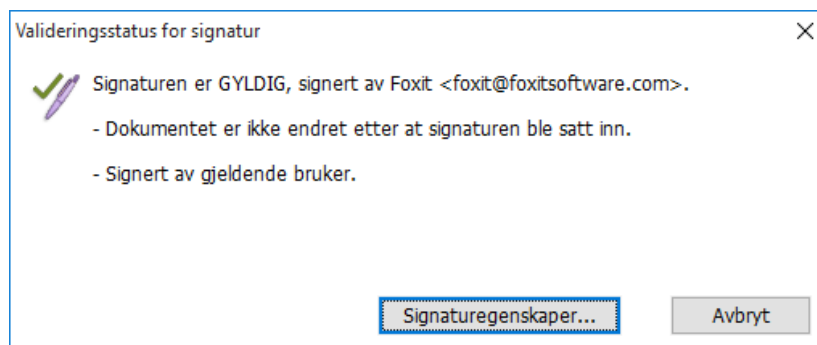 Valideringsstatus for signatur
Signaturen er GYLDIG, signert av Foxit <foxit@foxitsoftware.com>.
- Dokumentet er ikke endret etter at signaturen ble satt inn.
- Signert av gjeldende bruker.
Signaturegenskaper...
Avbryt